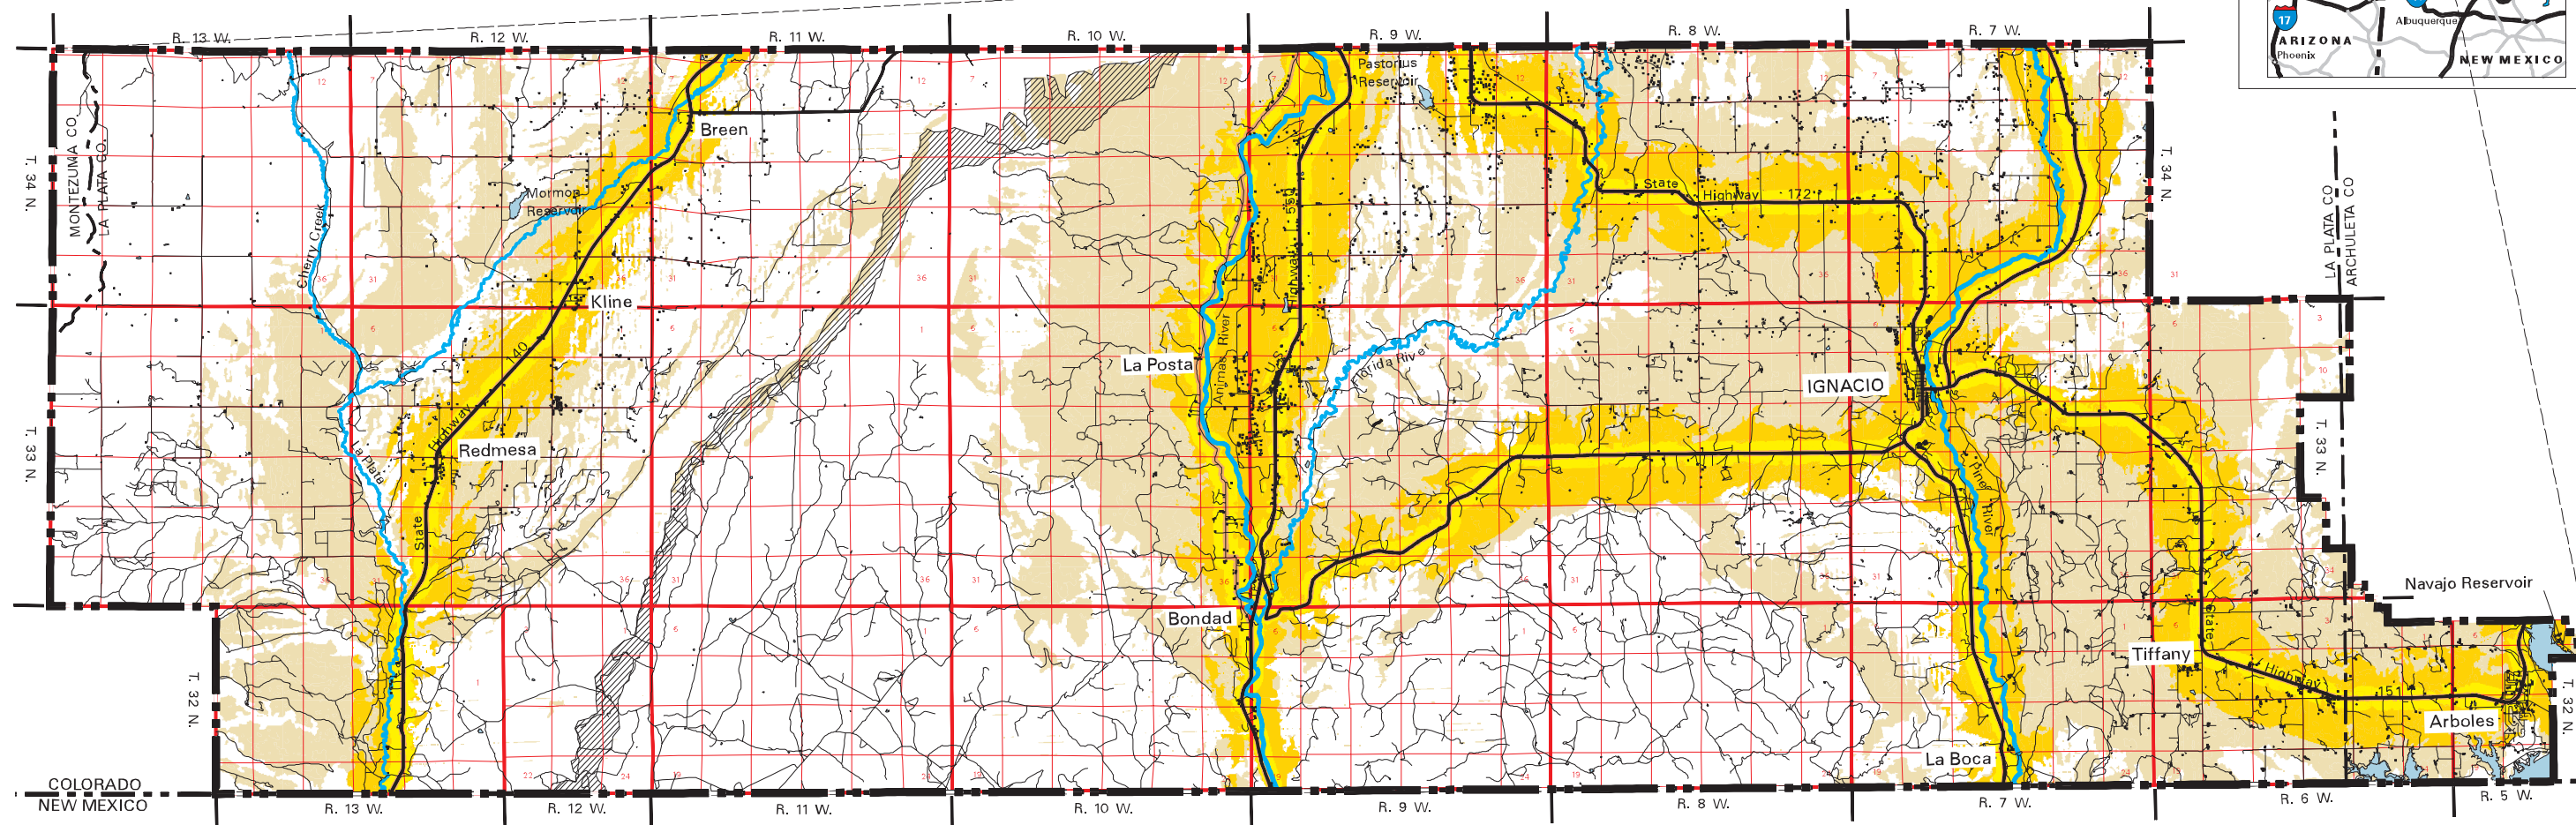 R. 13 W.
R. 12 W.
R. 11 W.
R. 10 W.
R. 9 W.
R. 8 W.
R. 7 W.
17
Albuquerque
ARIZONA
Phoenix
NEW MEXICO
Pastorius
Reservoir
Breen
MONTEZUMA CO
LA PLATA CO.
T. 34 N.
T. 34 N.
Mormon
Reservoir
Cherry Creek
State Highway 172
Highway 550
LA PLATA CO
ARCHULETA CO
Kline
140
La Posta
Animas River
U.S.
Florida River
IGNACIO
Highway
Redmesa
T. 33 N.
T. 33 N.
La Plata
State
Pine River
Navajo Reservoir
Bondad
State
Tiffany
Highway 151
T. 32 N.
T. 32 N.
Arboles
La Boca
COLORADO
NEW MEXICO
R. 13 W.
R. 12 W.
R. 11 W.
R. 10 W.
R. 9 W.
R. 8 W.
R. 7 W.
R. 6 W.
R. 5 W.